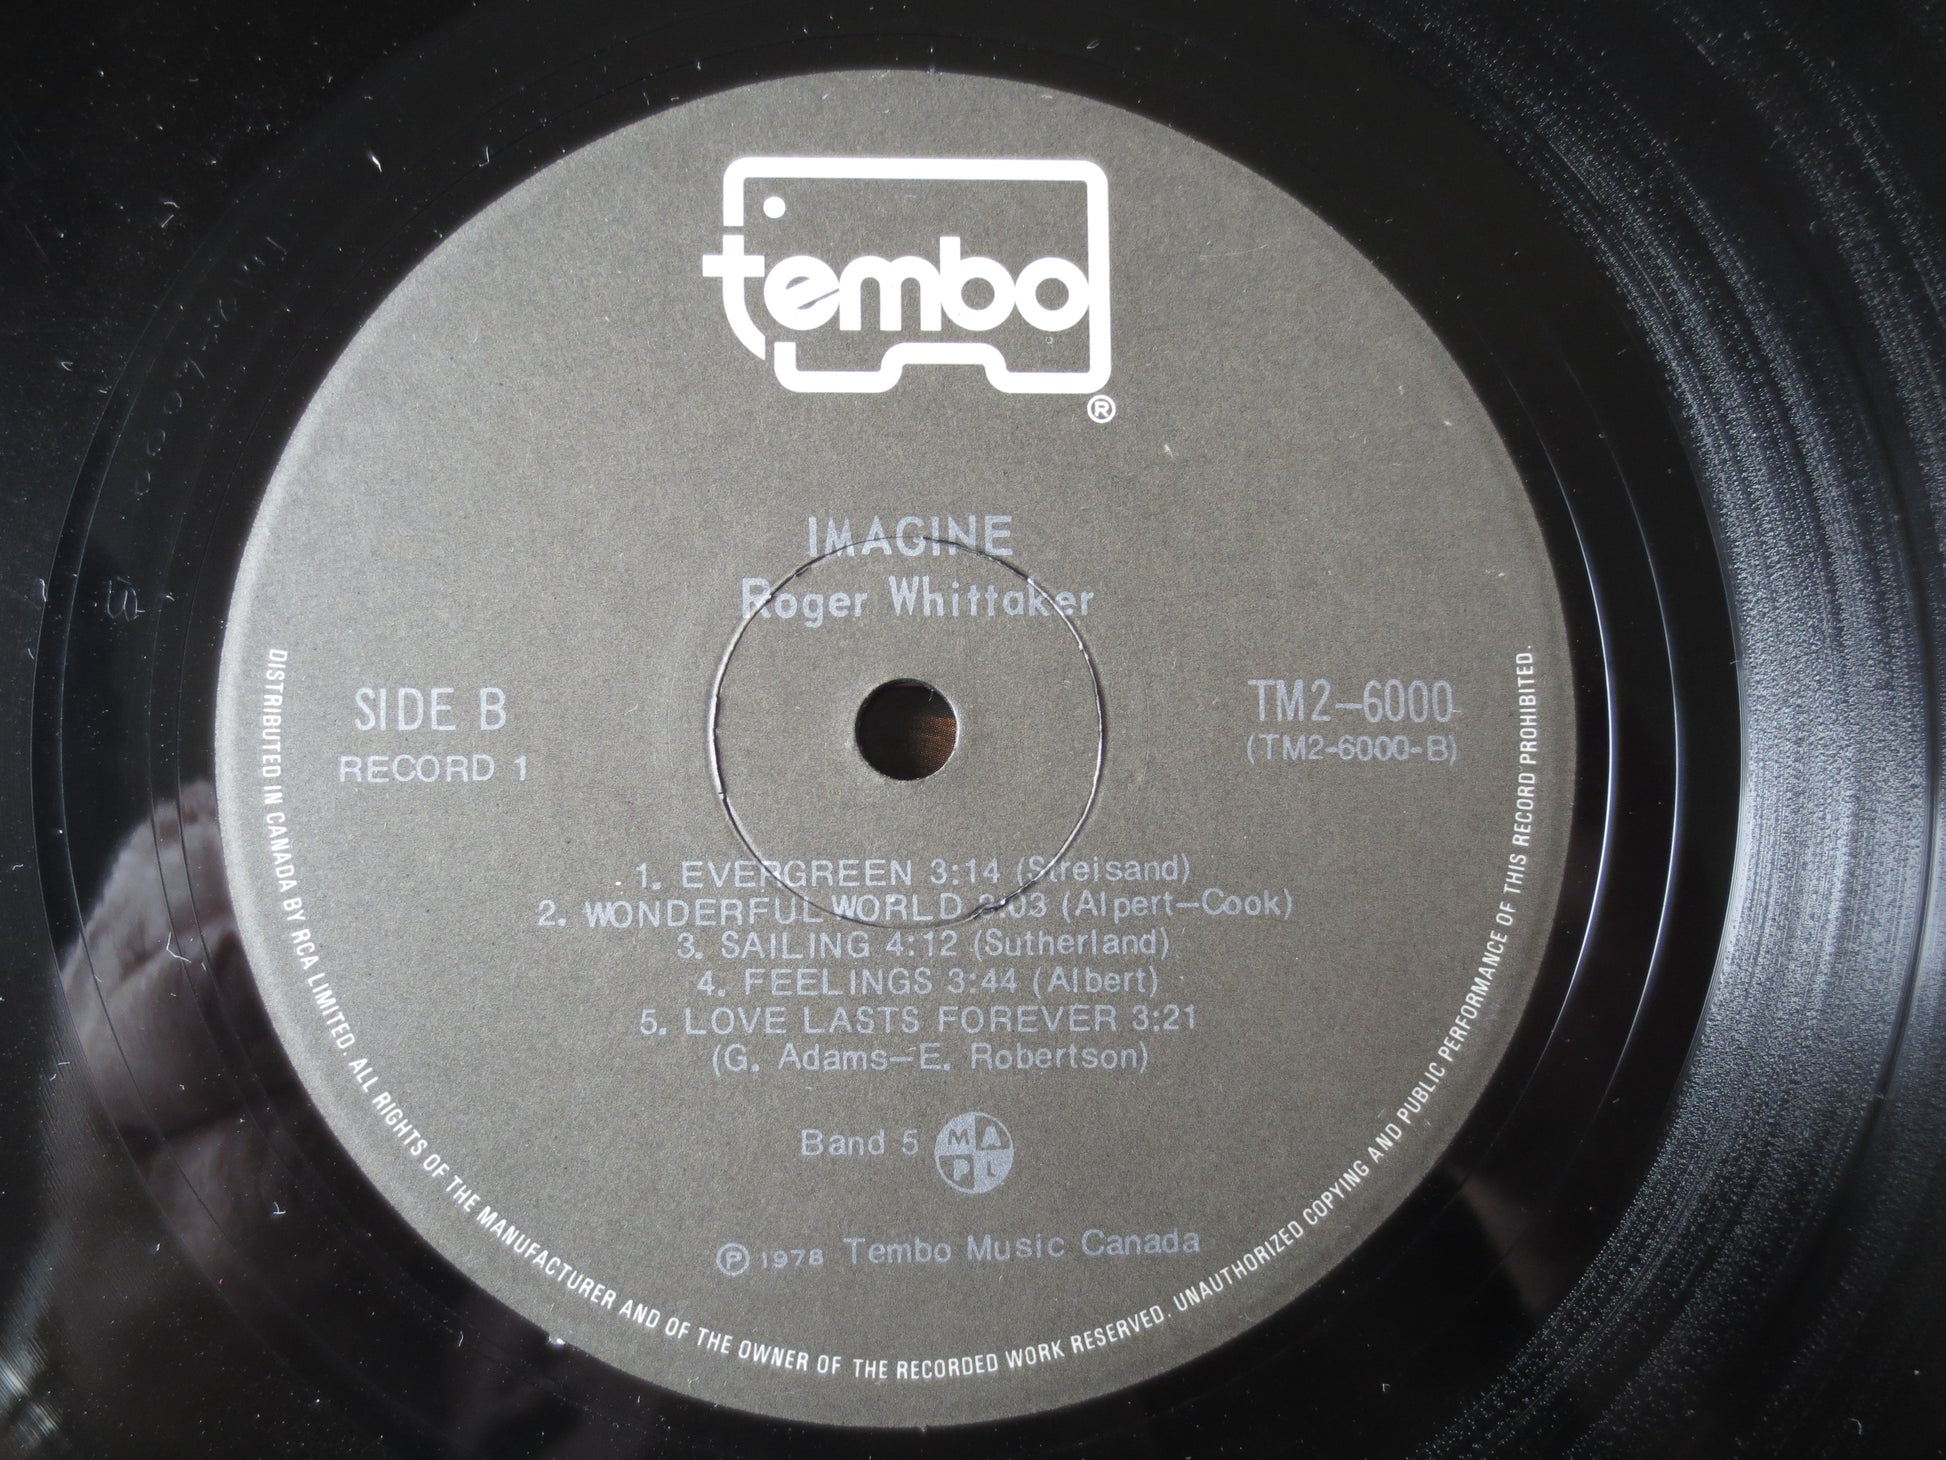 tembo
®
IMAGINE
Roger Whittaker
SIDE B
RECORD 1
TM2-6000
(TM2-6000-B)
1. EVERGREEN 3:14 (Streisand)
2. WONDERFUL WORLD 3:03 (Alpert-Cook)
3. SAILING 4:12 (Sutherland)
4. FEELINGS 3:44 (Albert)
5. LOVE LASTS FOREVER 3:21
(G. Adams-E. Robertson)
Band 5 MAPL
℗ 1978 Tembo Music Canada
DISTRIBUTED IN CANADA BY RCA LIMITED. ALL RIGHTS OF THE MANUFACTURER AND OF THE OWNER OF THE RECORDED WORK RESERVED. UNAUTHORIZED COPYING AND PUBLIC PERFORMANCE OF THIS RECORD PROHIBITED.